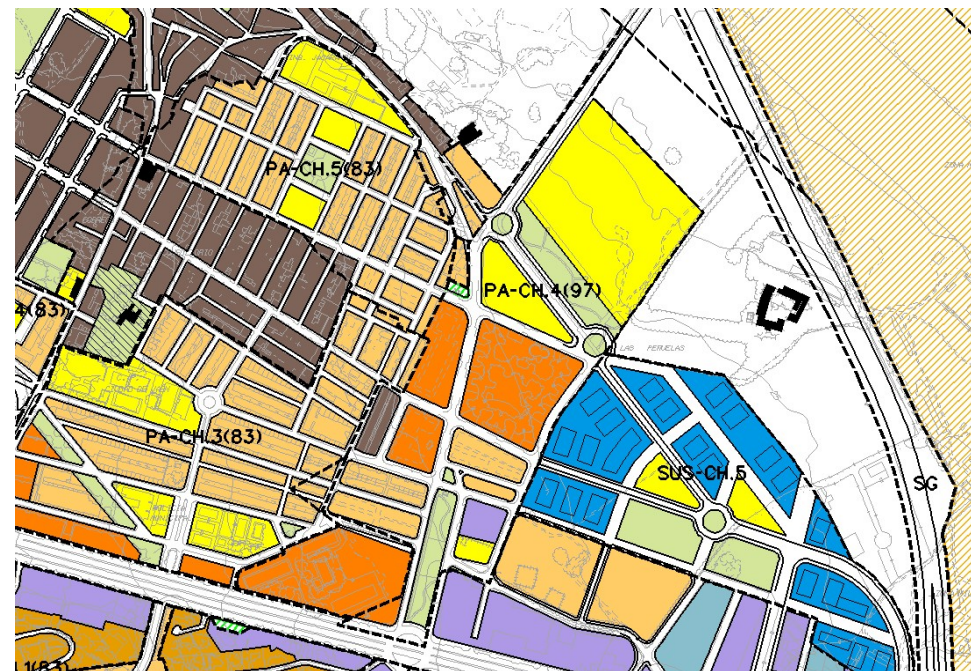 PA-CH.5(83)
PA-CH.4(97)
4(83)
LAS PERUELAS
PA-CH.3(83)
SUS-CH.5
SG
1(83)